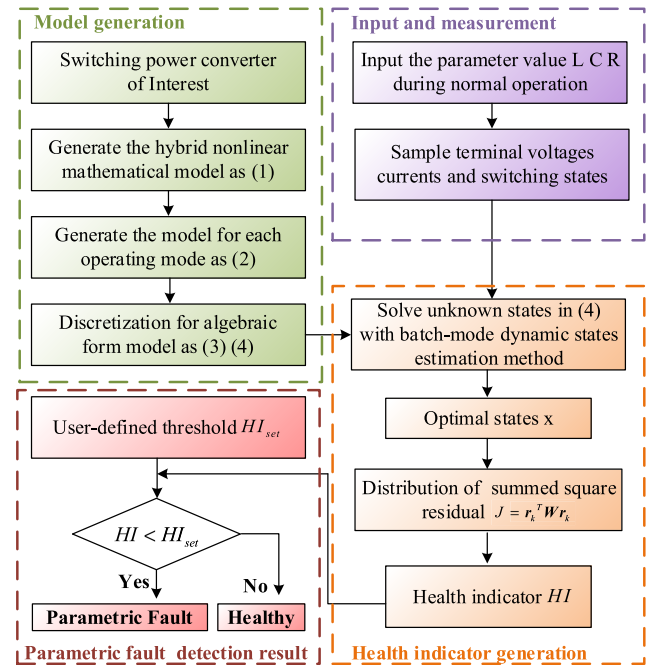 Model generation
Switching power converter
of Interest
Generate the hybrid nonlinear
mathematical model as (1)
Generate the model for each
operating mode as (2)
Discretization for algebraic
form model as (3) (4)
Input and measurement
Input the parameter value L C R
during normal operation
Sample terminal voltages
currents and switching states
Solve unknown states in (4)
with batch-mode dynamic states
estimation method
Optimal states x
Distribution of summed square
residual J = r_k^T W r_k
Health indicator HI
Health indicator generation
User-defined threshold HI_set
HI < HI_set
Yes
No
Parametric Fault
Healthy
Parametric fault detection result